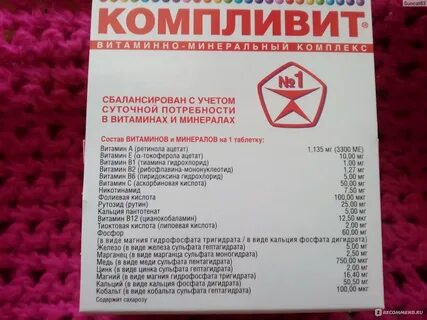 Suncat63
КОМПЛИВИТ®
ВИТАМИННО-МИНЕРАЛЬНЫЙ КОМПЛЕКС
№1
СБАЛАНСИРОВАН С УЧЕТОМ
СУТОЧНОЙ ПОТРЕБНОСТИ
В ВИТАМИНАХ И МИНЕРАЛАХ
Состав ВИТАМИНОВ и МИНЕРАЛОВ на 1 таблетку:
Витамин А (ретинола ацетат) 1,135 мг (3300 МЕ)
Витамин Е (α-токоферола ацетат) 10,00 мг
Витамин В1 (тиамина гидрохлорид) 1,00 мг
Витамин В2 (рибофлавина-мононуклеотид) 1,27 мг
Витамин В6 (пиридоксина гидрохлорид) 5,00 мг
Витамин С (аскорбиновая кислота) 50,00 мг
Никотинамид 7,50 мг
Фолиевая кислота 100,00 мкг
Рутозид (рутин) 25,00 мг
Кальция пантотенат 5,00 мг
Витамин В12 (цианокобаламин) 12,50 мкг
Тиоктовая кислота (липоевая кислота) 2,00 мг
Фосфор 60,00 мг
(в виде магния гидрофосфата тригидрата / в виде кальция фосфата дигидрата)
Железо (в виде железа сульфата гептагидрата) 5,00 мг
Марганец (в виде марганца сульфата моногидрата) 2,50 мг
Медь (в виде меди сульфата пентагидрата) 750,00 мкг
Цинк (в виде цинка сульфата гептагидрата) 2,00 мг
Магний (в виде магния гидрофосфата тригидрата) 16,40 мг
Кальций (в виде кальция фосфата дигидрата) 50,50 мг
Кобальт (в виде кобальта сульфата гептагидрата) 100,00 мкг
Содержит сахарозу
RECOMMEND.RU